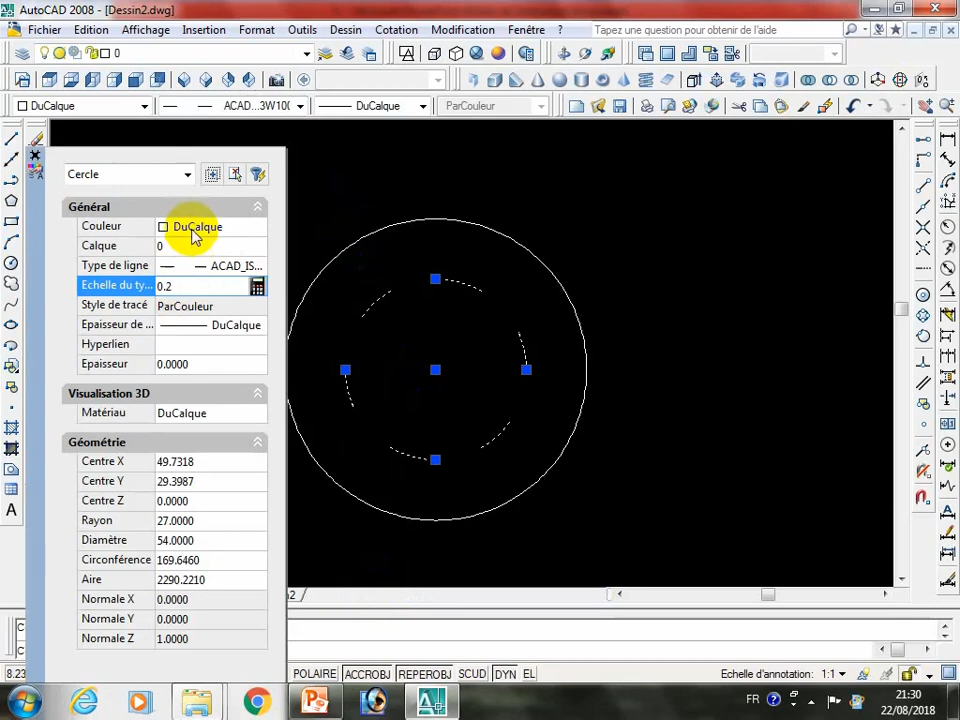 AutoCAD 2008 - [Dessin2.dwg]
Fichier Edition Affichage Insertion Format Outils Dessin Cotation Modification Fenêtre ? Tapez une question pour obtenir de l'aide
0
DuCalque ACAD...3W100 DuCalque ParCouleur
Cercle
Général
Couleur DuCalque
Calque 0
Type de ligne ACAD_IS...
Echelle du ty... 0.2
Style de tracé ParCouleur
Epaisseur de ... DuCalque
Hyperlien
Epaisseur 0.0000
Visualisation 3D
Matériau DuCalque
Géométrie
Centre X 49.7318
Centre Y 29.3987
Centre Z 0.0000
Rayon 27.0000
Diamètre 54.0000
Circonférence 169.6460
Aire 2290.2210
Normale X 0.0000
Normale Y 0.0000
Normale Z 1.0000
A
A
C
C
8.23 POLAIRE ACCROBJ REPEROBJ SCUD DYN EL Echelle d'annotation: 1:1
FR 21:30
22/08/2018